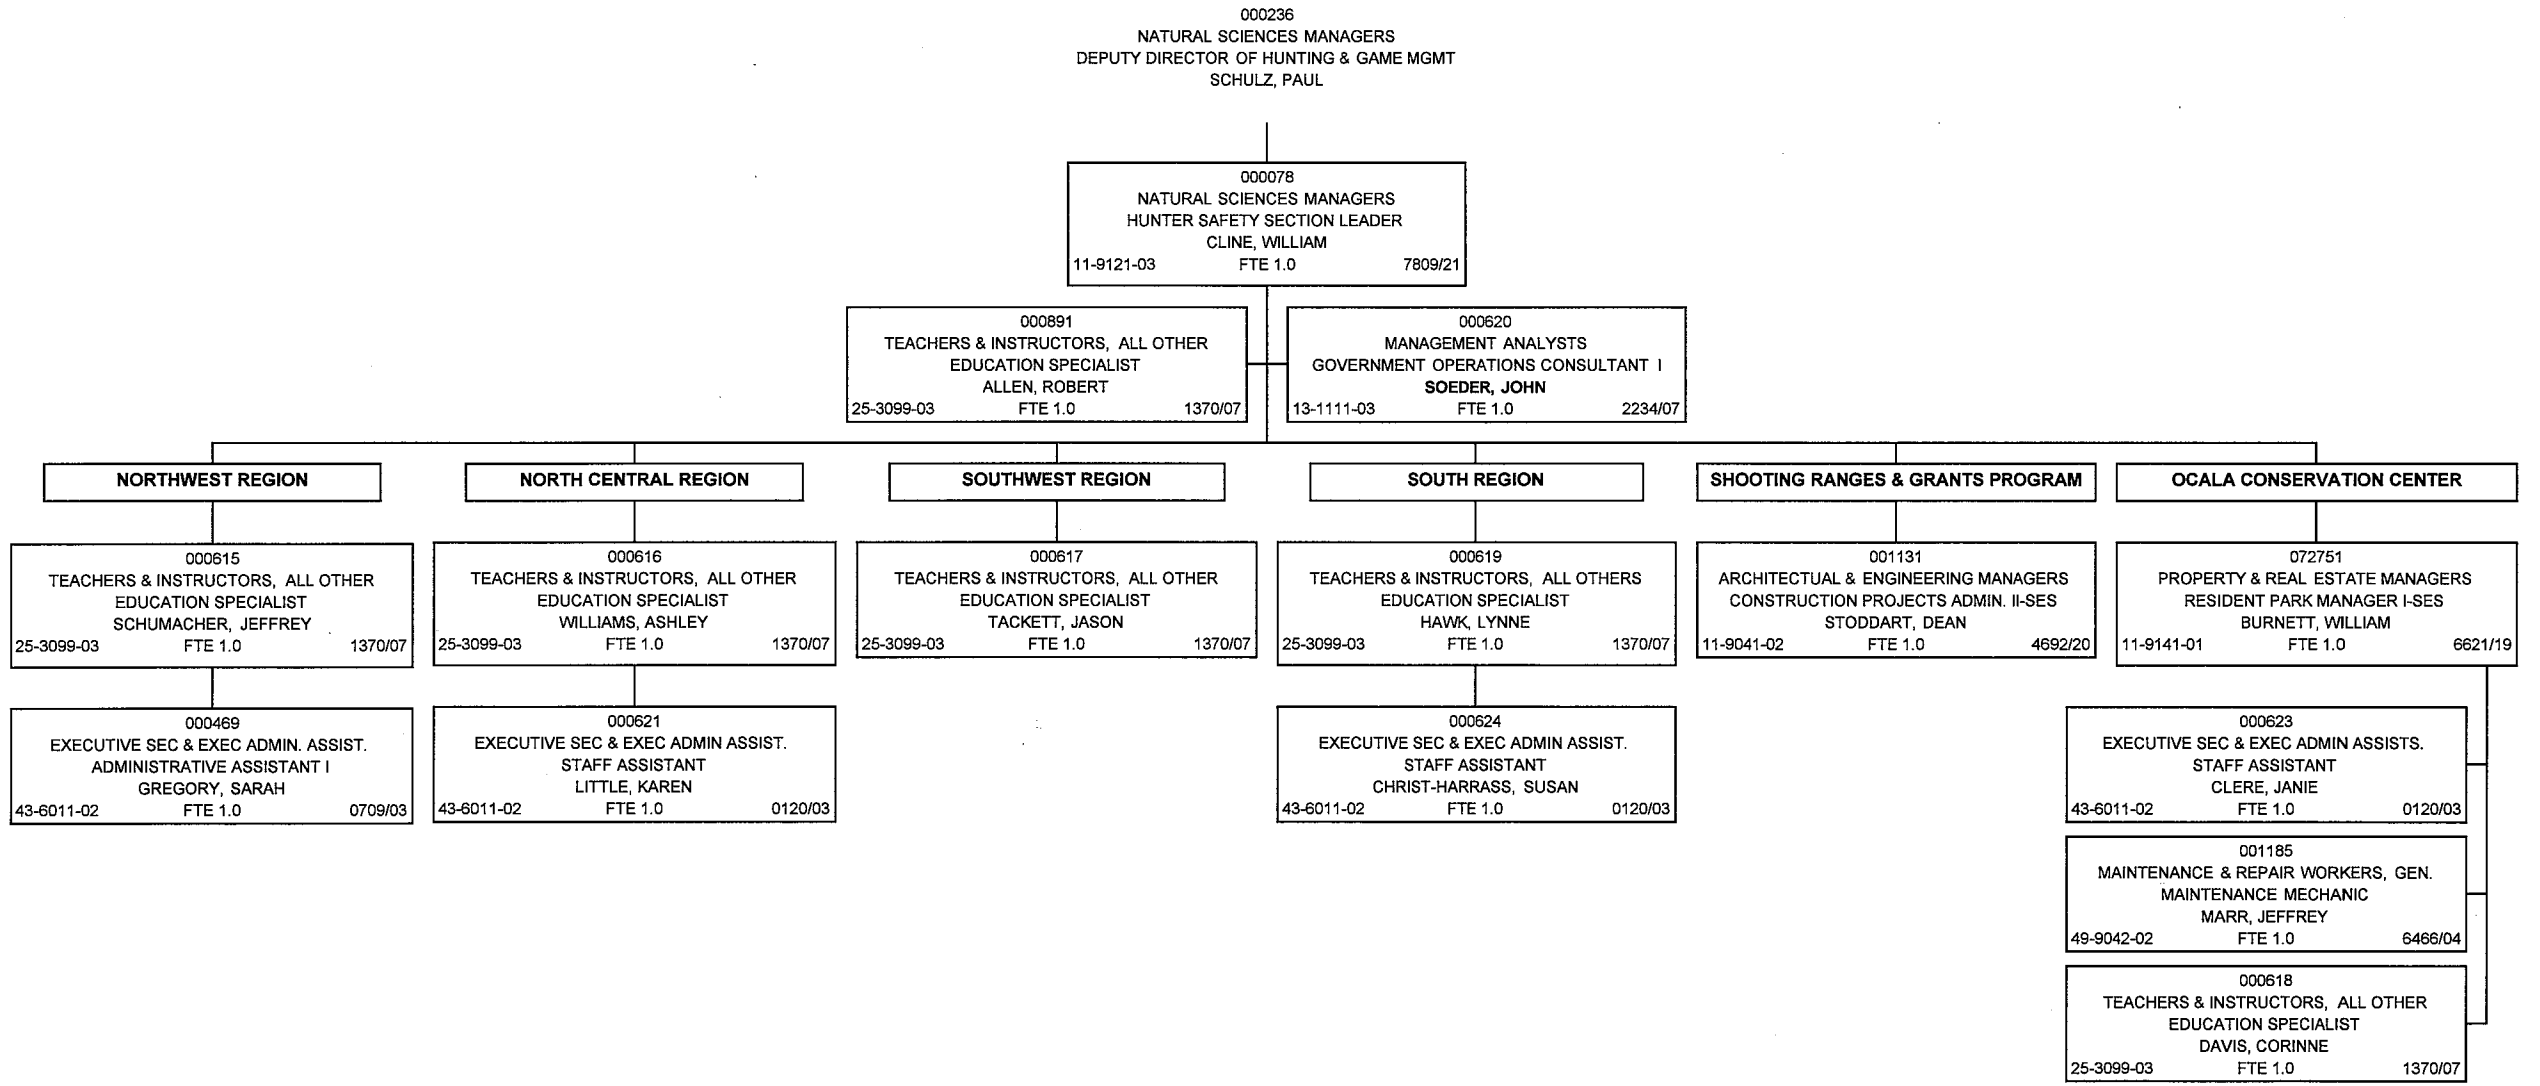 000236
NATURAL SCIENCES MANAGERS
DEPUTY DIRECTOR OF HUNTING & GAME MGMT
SCHULZ, PAUL
000078
NATURAL SCIENCES MANAGERS
HUNTER SAFETY SECTION LEADER
CLINE, WILLIAM
11-9121-03 FTE 1.0 7809/21
000891
TEACHERS & INSTRUCTORS, ALL OTHER
EDUCATION SPECIALIST
ALLEN, ROBERT
25-3099-03 FTE 1.0 1370/07
000620
MANAGEMENT ANALYSTS
GOVERNMENT OPERATIONS CONSULTANT I
SOEDER, JOHN
13-1111-03 FTE 1.0 2234/07
NORTHWEST REGION
000615
TEACHERS & INSTRUCTORS, ALL OTHER
EDUCATION SPECIALIST
SCHUMACHER, JEFFREY
25-3099-03 FTE 1.0 1370/07
000469
EXECUTIVE SEC & EXEC ADMIN. ASSIST.
ADMINISTRATIVE ASSISTANT I
GREGORY, SARAH
43-6011-02 FTE 1.0 0709/03
NORTH CENTRAL REGION
000616
TEACHERS & INSTRUCTORS, ALL OTHER
EDUCATION SPECIALIST
WILLIAMS, ASHLEY
25-3099-03 FTE 1.0 1370/07
000621
EXECUTIVE SEC & EXEC ADMIN ASSIST.
STAFF ASSISTANT
LITTLE, KAREN
43-6011-02 FTE 1.0 0120/03
SOUTHWEST REGION
000617
TEACHERS & INSTRUCTORS, ALL OTHER
EDUCATION SPECIALIST
TACKETT, JASON
25-3099-03 FTE 1.0 1370/07
SOUTH REGION
000619
TEACHERS & INSTRUCTORS, ALL OTHERS
EDUCATION SPECIALIST
HAWK, LYNNE
25-3099-03 FTE 1.0 1370/07
000624
EXECUTIVE SEC & EXEC ADMIN ASSIST.
STAFF ASSISTANT
CHRIST-HARRASS, SUSAN
43-6011-02 FTE 1.0 0120/03
SHOOTING RANGES & GRANTS PROGRAM
001131
ARCHITECTUAL & ENGINEERING MANAGERS
CONSTRUCTION PROJECTS ADMIN. II-SES
STODDART, DEAN
11-9041-02 FTE 1.0 4692/20
OCALA CONSERVATION CENTER
072751
PROPERTY & REAL ESTATE MANAGERS
RESIDENT PARK MANAGER I-SES
BURNETT, WILLIAM
11-9141-01 FTE 1.0 6621/19
000623
EXECUTIVE SEC & EXEC ADMIN ASSISTS.
STAFF ASSISTANT
CLERE, JANIE
43-6011-02 FTE 1.0 0120/03
001185
MAINTENANCE & REPAIR WORKERS, GEN.
MAINTENANCE MECHANIC
MARR, JEFFREY
49-9042-02 FTE 1.0 6466/04
000618
TEACHERS & INSTRUCTORS, ALL OTHER
EDUCATION SPECIALIST
DAVIS, CORINNE
25-3099-03 FTE 1.0 1370/07